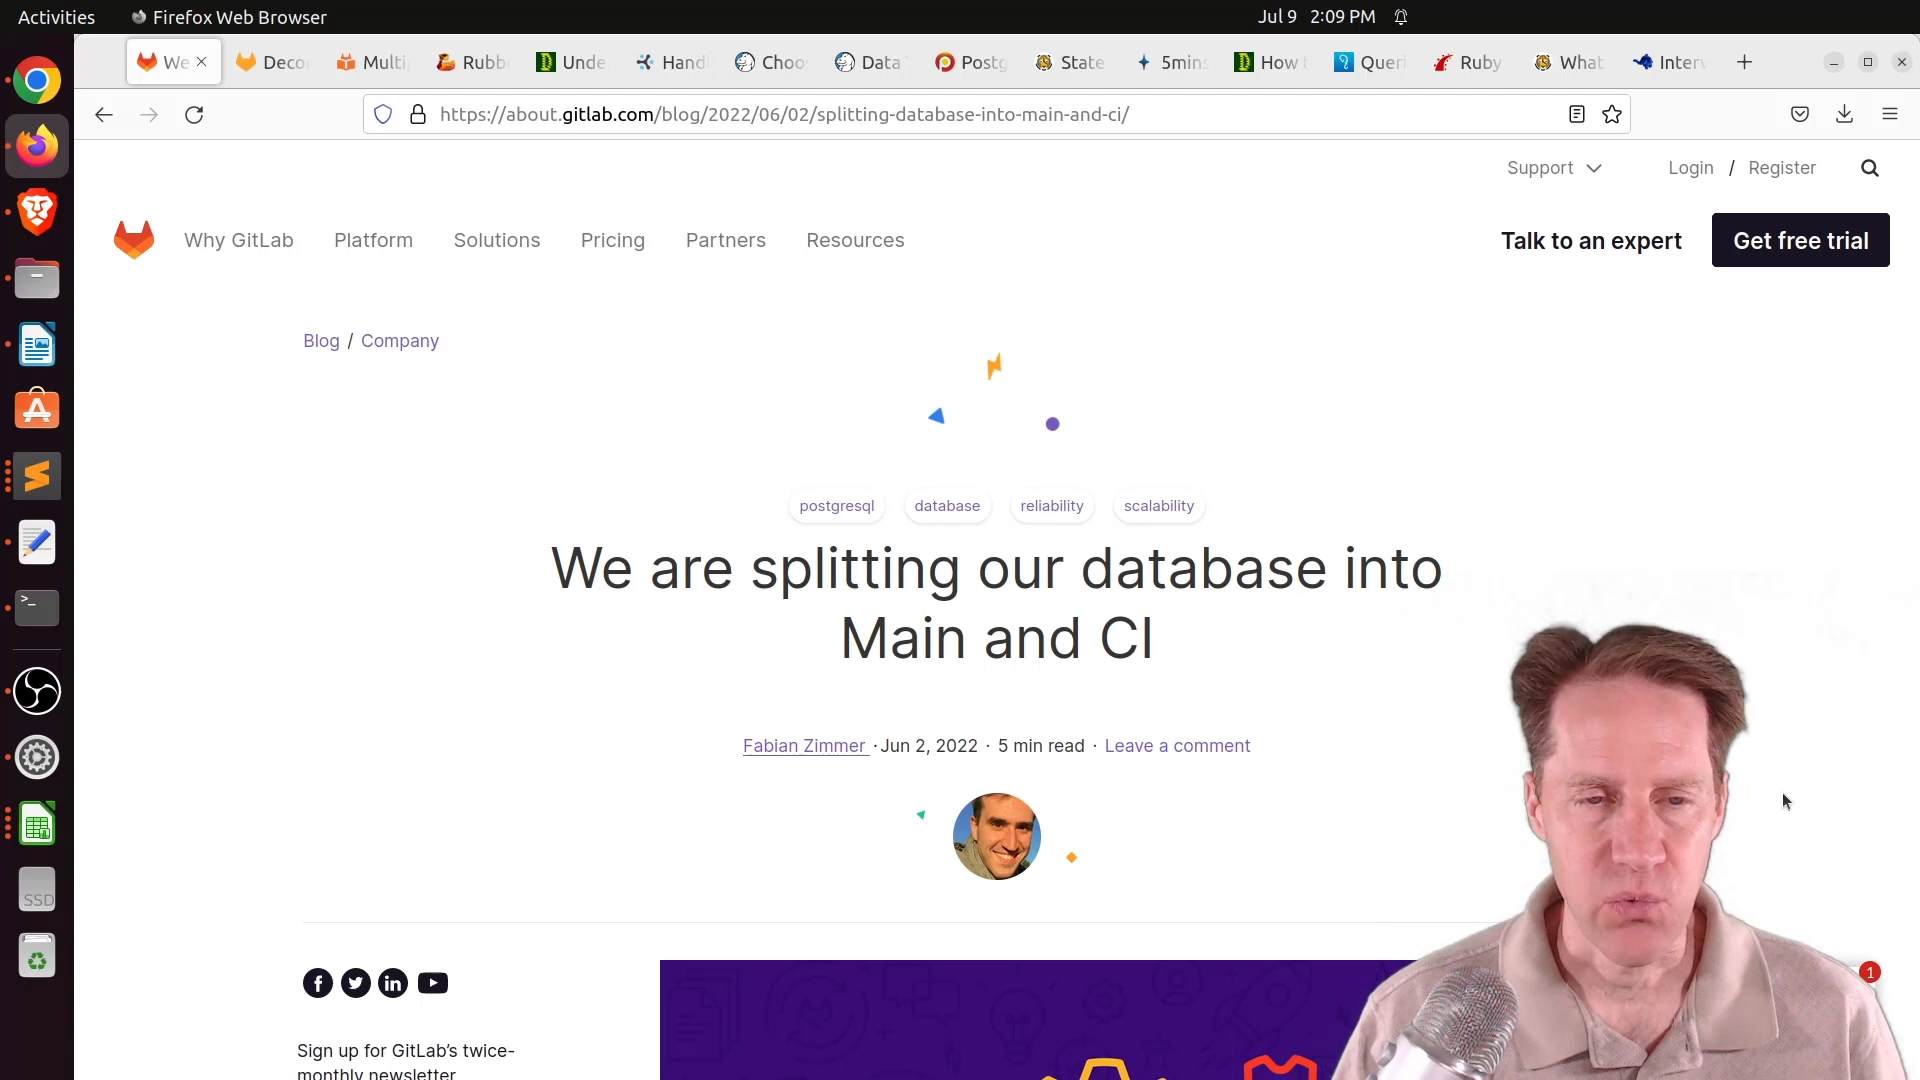 Activities Firefox Web Browser Jul 9 2:09 PM
We Deco Multi Rubb Unde Hand Choo Data Postg State 5mins How t Queri Ruby What Interv
https://about.gitlab.com/blog/2022/06/02/splitting-database-into-main-and-ci/
Support Login / Register
Why GitLab Platform Solutions Pricing Partners Resources Talk to an expert Get free trial
Blog / Company
postgresql database reliability scalability
We are splitting our database into
Main and CI
Fabian Zimmer · Jun 2, 2022 · 5 min read · Leave a comment
1
Sign up for GitLab's twice-
monthly newsletter
SSD